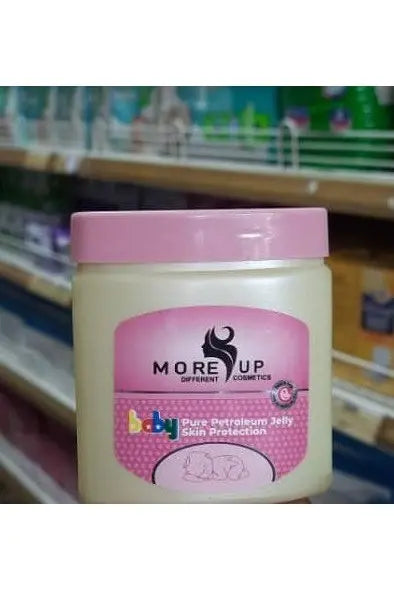 MORE UP
DIFFERENT COSMETICS
baby Pure Petroleum Jelly
Skin Protection